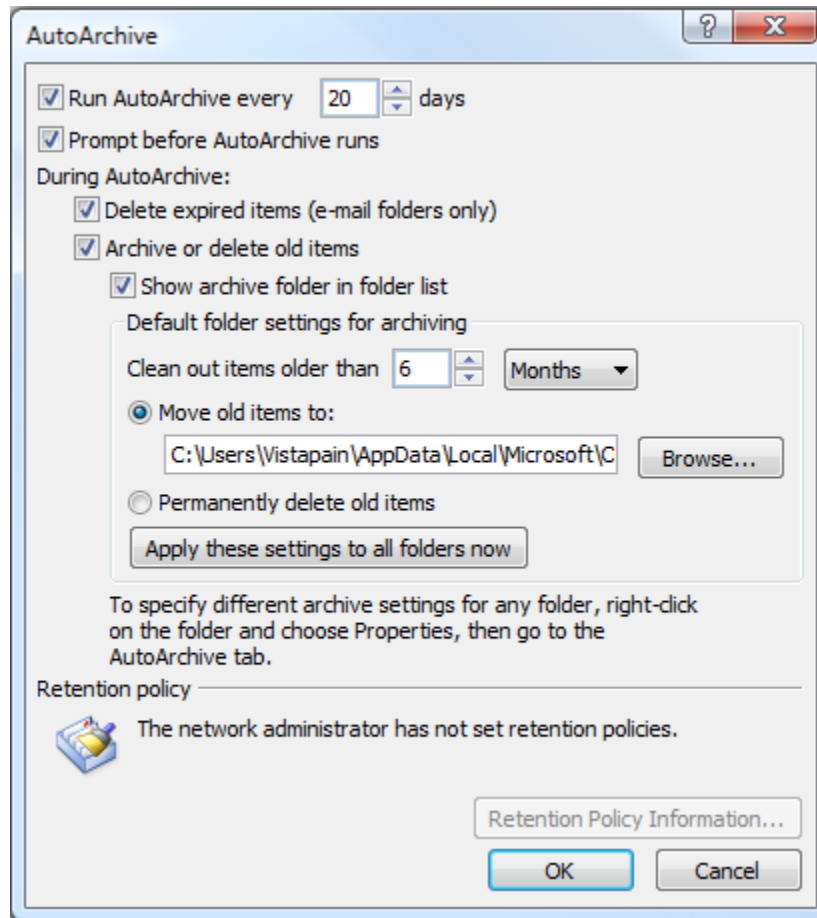 AutoArchive
Run AutoArchive every 20 days
Prompt before AutoArchive runs
During AutoArchive:
Delete expired items (e-mail folders only)
Archive or delete old items
Show archive folder in folder list
Default folder settings for archiving
Clean out items older than 6 Months
Move old items to:
C:\Users\Vistapain\AppData\Local\Microsoft\O Browse...
Permanently delete old items
Apply these settings to all folders now
To specify different archive settings for any folder, right-click
on the folder and choose Properties, then go to the
AutoArchive tab.
Retention policy
The network administrator has not set retention policies.
Retention Policy Information...
OK Cancel